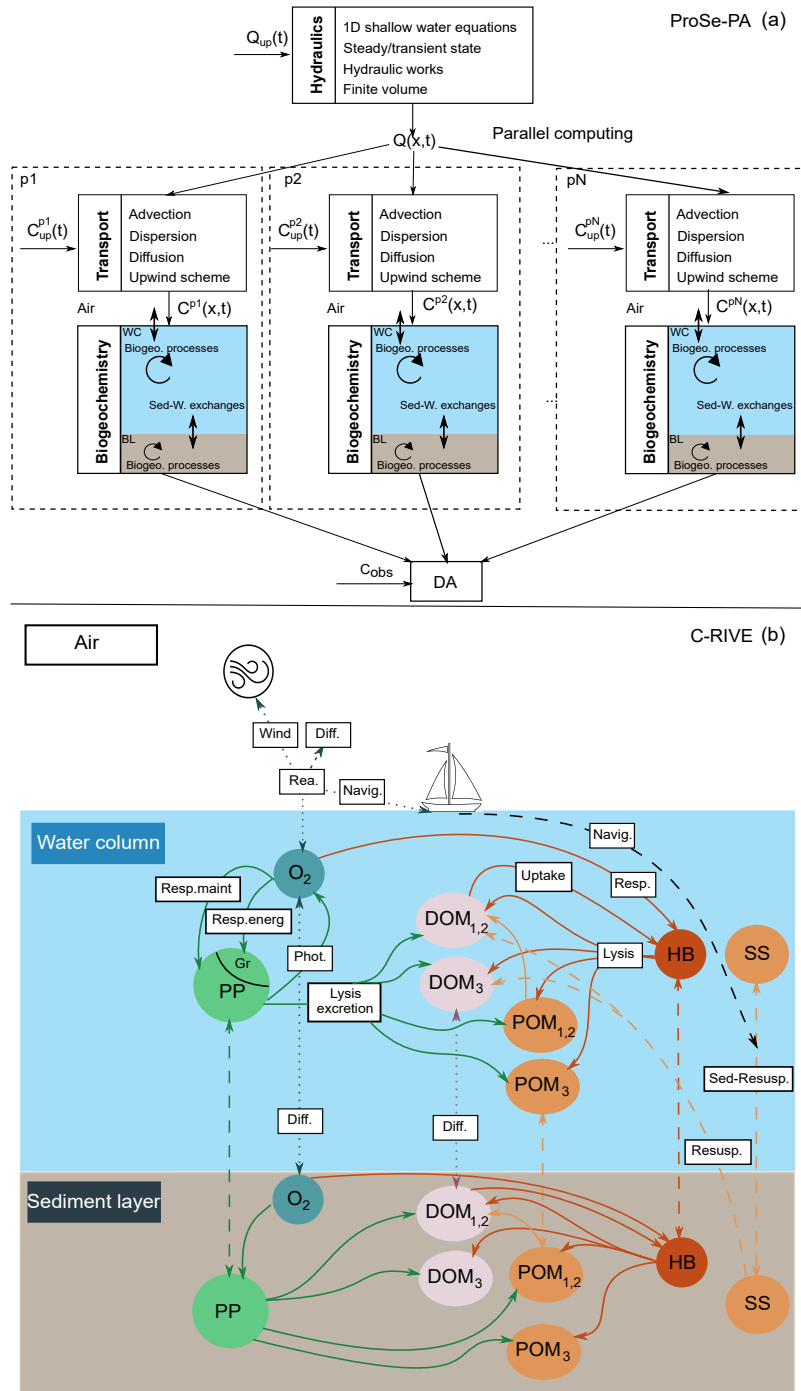 ProSe-PA (a)
Q_up(t)
Hydraulics
1D shallow water equations
Steady/transient state
Hydraulic works
Finite volume
Q(x,t)
Parallel computing
p1
C_up^p1(t)
Transport
Advection
Dispersion
Diffusion
Upwind scheme
Air
C^p1(x,t)
Biogeochemistry
WC
Biogeo. processes
Sed-W. exchanges
BL
Biogeo. processes
p2
C_up^p2(t)
Transport
Advection
Dispersion
Diffusion
Upwind scheme
Air
C^p2(x,t)
Biogeochemistry
WC
Biogeo. processes
Sed-W. exchanges
BL
Biogeo. processes
...
...
pN
C_up^pN(t)
Transport
Advection
Dispersion
Diffusion
Upwind scheme
Air
C^pN(x,t)
Biogeochemistry
WC
Biogeo. processes
Sed-W. exchanges
BL
Biogeo. processes
C_obs
DA
Air
C-RIVE (b)
Wind
Diff.
Rea.
Navig.
Water column
Navig.
O₂
Resp.maint
Uptake
Resp.
Resp.energ
DOM₁,₂
Gr
Phot.
Lysis
HB
SS
PP
DOM₃
Lysis
excretion
POM₁,₂
POM₃
Sed-Resusp.
Diff.
Diff.
Resusp.
Sediment layer
O₂
DOM₁,₂
HB
DOM₃
POM₁,₂
PP
SS
POM₃